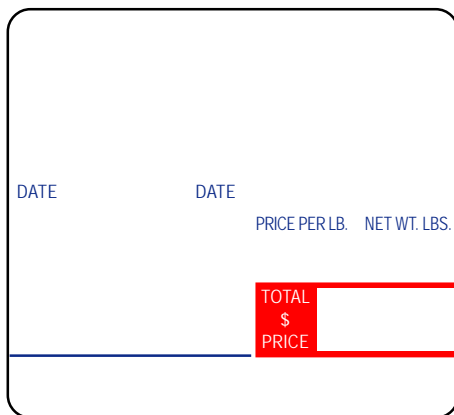 DATE DATE
PRICE PER LB. NET WT. LBS.
TOTAL
$
PRICE